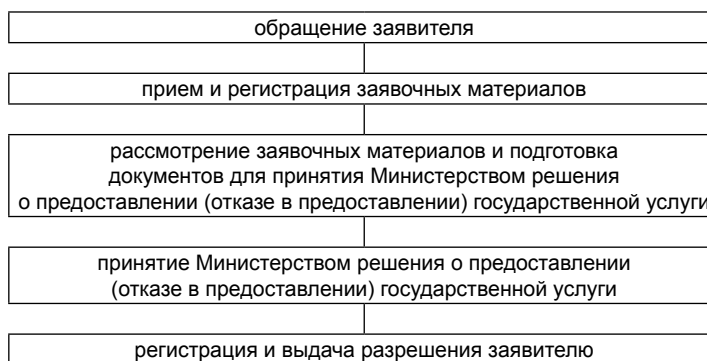 обращение заявителя
прием и регистрация заявочных материалов
рассмотрение заявочных материалов и подготовка
документов для принятия Министерством решения
о предоставлении (отказе в предоставлении) государственной услуги
принятие Министерством решения о предоставлении
(отказе в предоставлении) государственной услуги
регистрация и выдача разрешения заявителю